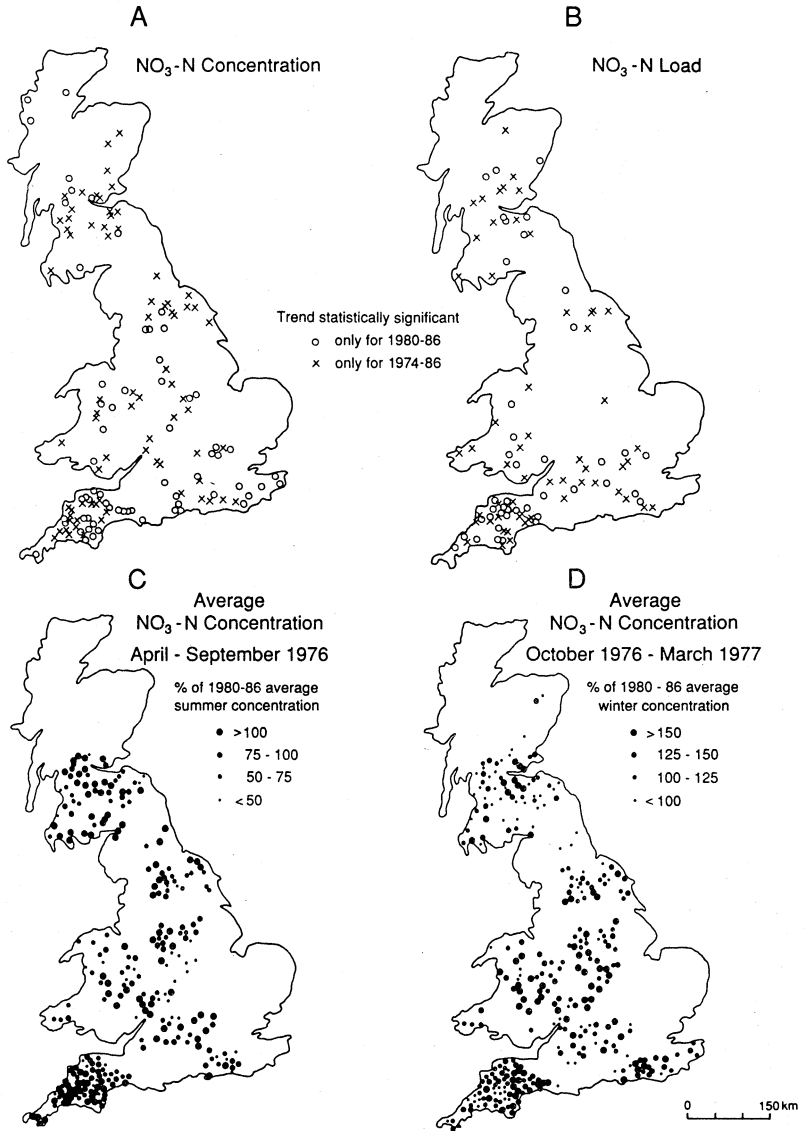 A
NO₃-N Concentration
B
NO₃-N Load
Trend statistically significant
○ only for 1980-86
× only for 1974-86
C
Average
NO₃-N Concentration
April - September 1976
% of 1980-86 average
summer concentration
>100
75 - 100
50 - 75
<50
D
Average
NO₃-N Concentration
October 1976 - March 1977
% of 1980 - 86 average
winter concentration
>150
125 - 150
100 - 125
<100
0 150 km